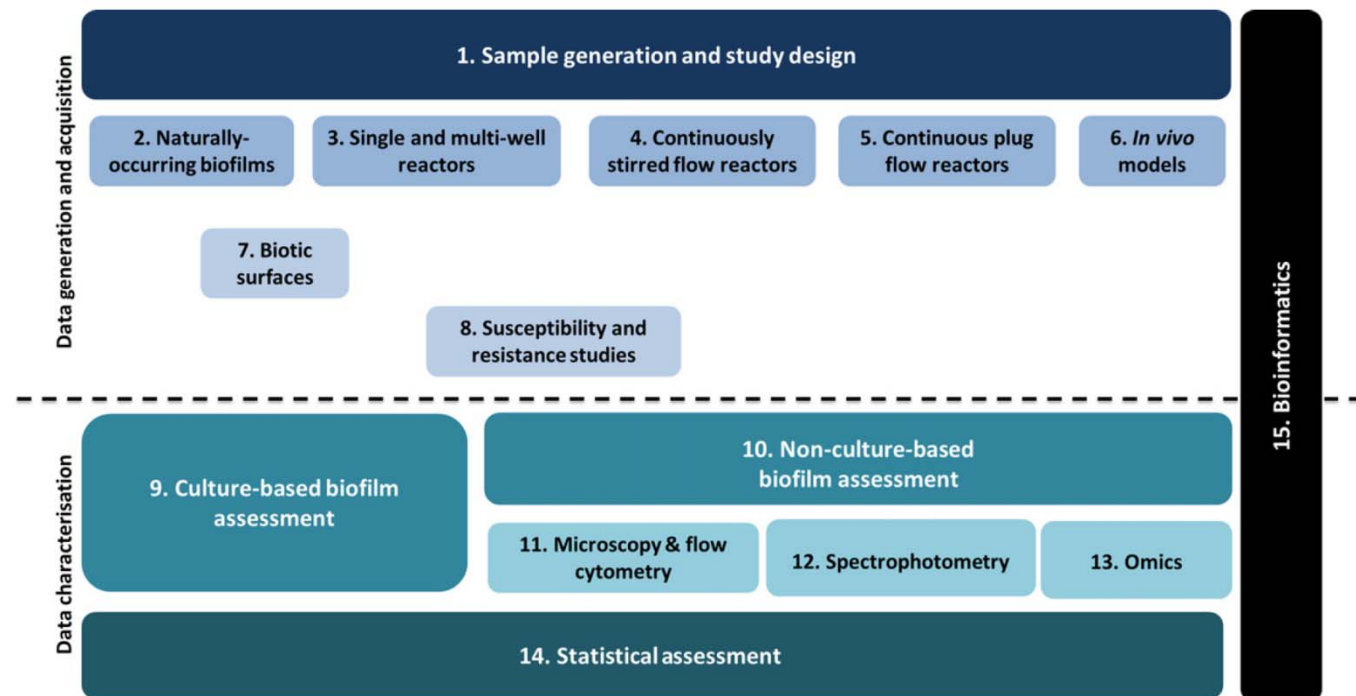 Data generation and acquisition
1. Sample generation and study design
2. Naturally-
occurring biofilms
3. Single and multi-well
reactors
4. Continuously
stirred flow reactors
5. Continuous plug
flow reactors
6. In vivo
models
7. Biotic
surfaces
8. Susceptibility and
resistance studies
15. Bioinformatics
Data characterisation
9. Culture-based biofilm
assessment
10. Non-culture-based
biofilm assessment
11. Microscopy & flow
cytometry
12. Spectrophotometry
13. Omics
14. Statistical assessment